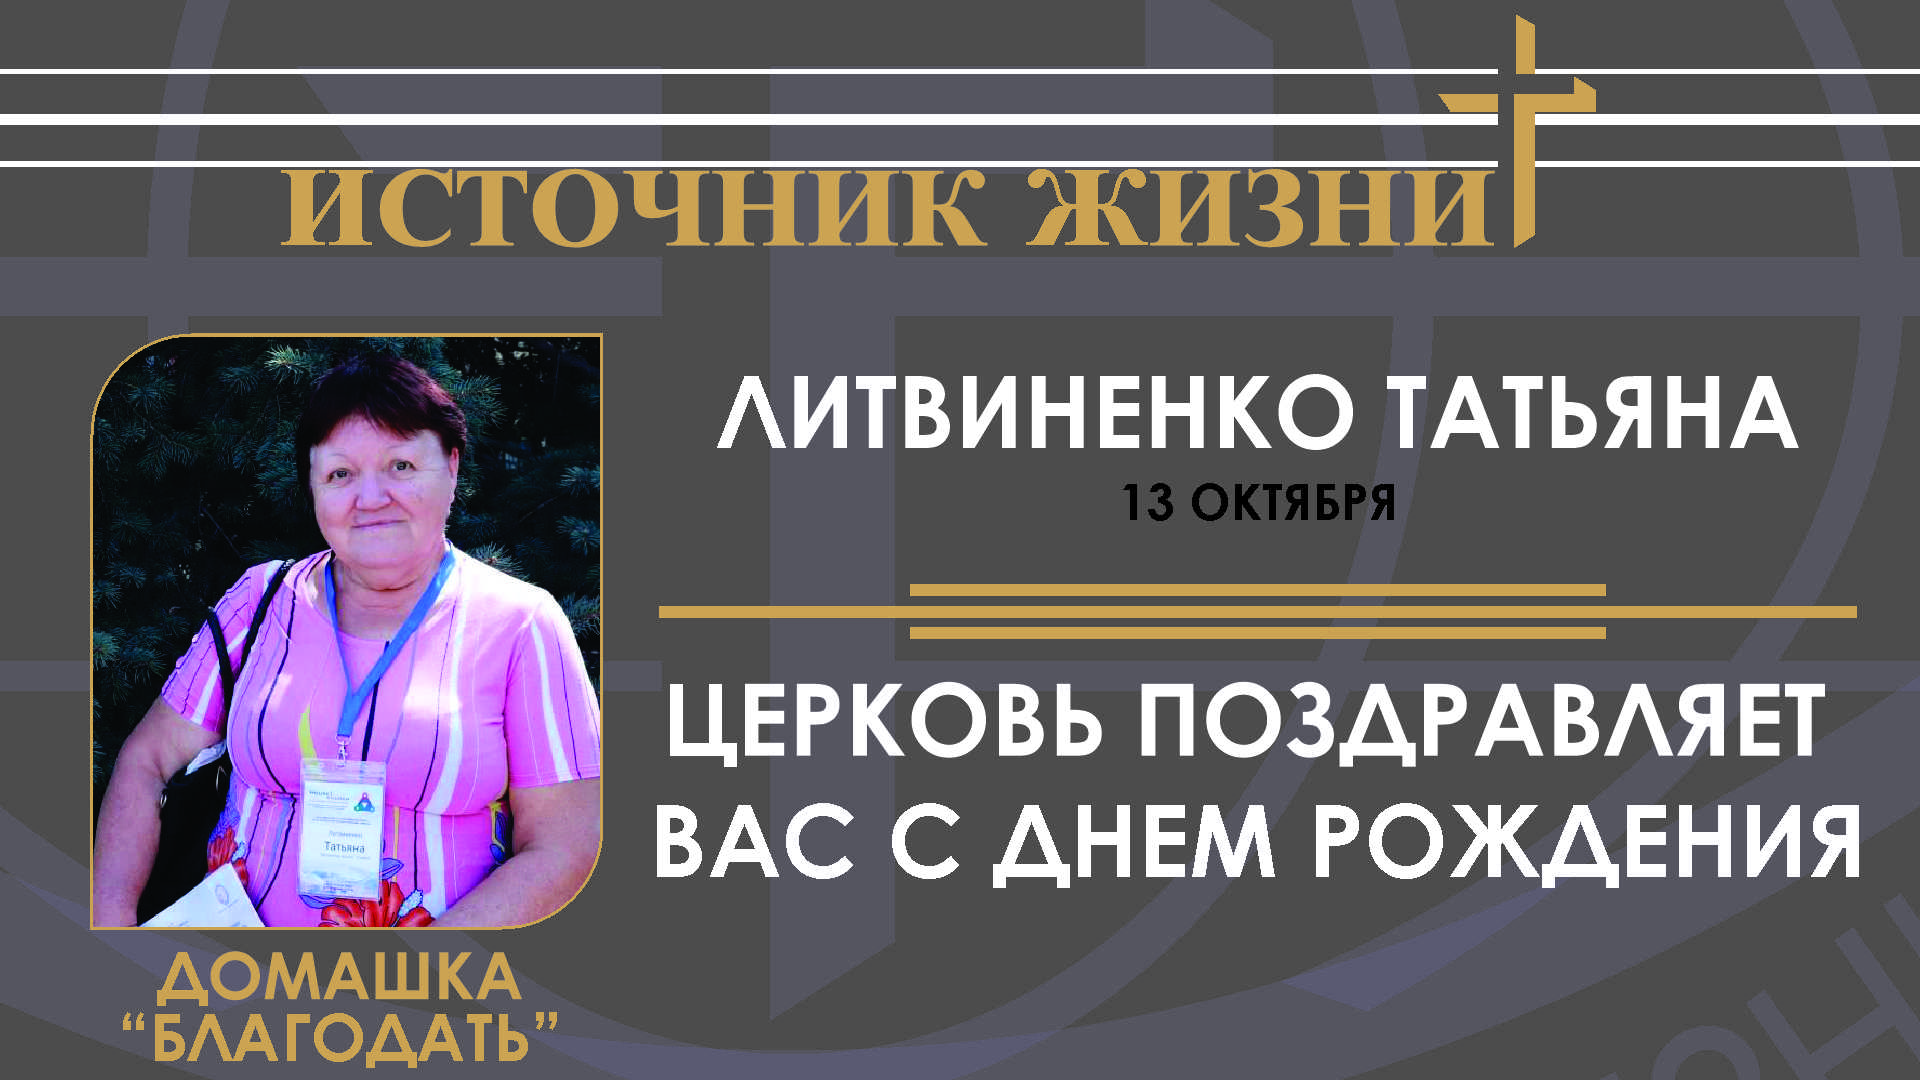 ИСТОЧНИК ЖИЗНИ
ЛИТВИНЕНКО ТАТЬЯНА
13 ОКТЯБРЯ
ЦЕРКОВЬ ПОЗДРАВЛЯЕТ
ВАС С ДНЕМ РОЖДЕНИЯ
Литвиненко
Татьяна
ДОМАШКА
“БЛАГОДАТЬ”